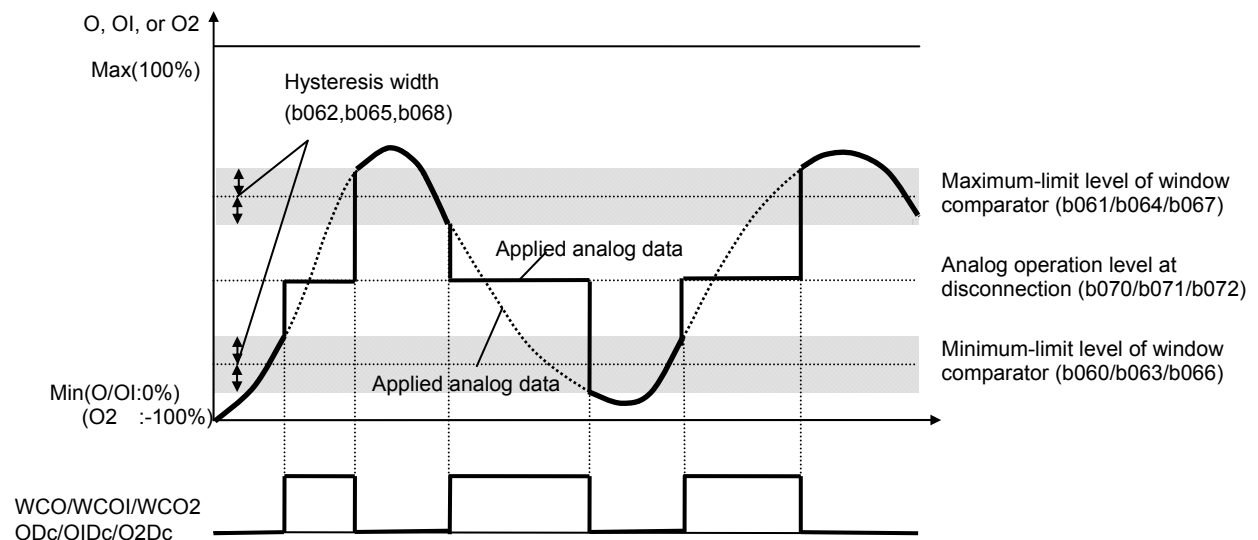 O, OI, or O2
Max(100%)
Hysteresis width
(b062,b065,b068)
Maximum-limit level of window
comparator (b061/b064/b067)
Applied analog data
Analog operation level at
disconnection (b070/b071/b072)
Minimum-limit level of window
comparator (b060/b063/b066)
Applied analog data
Min(O/OI:0%)
(O2 :-100%)
WCO/WCOI/WCO2
ODc/OIDc/O2Dc